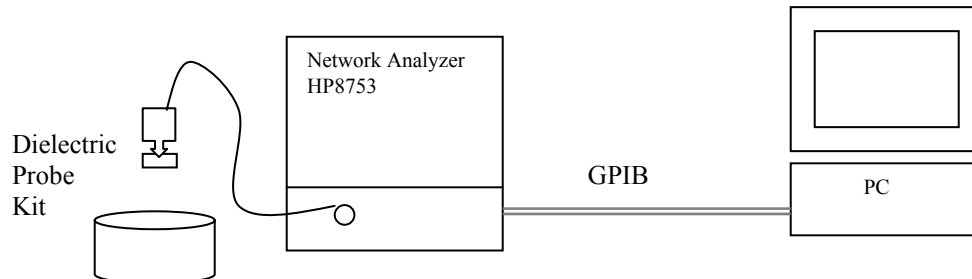 Network Analyzer
HP8753
Dielectric
Probe
Kit
GPIB
PC